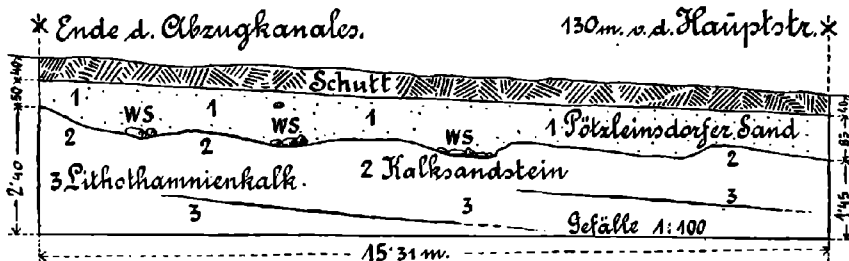 Ende d. Abzugkanales. 130 m. v. d. Hauptstr.
Schutt
1 1 1 1 Pötzleinsdorfer Sand
WS WS WS
2 2 2
3 Lithothamnienkalk. 2 Kalksandstein
3 3 3
Gefälle 1:100
15·31 m.
2·40
1·45